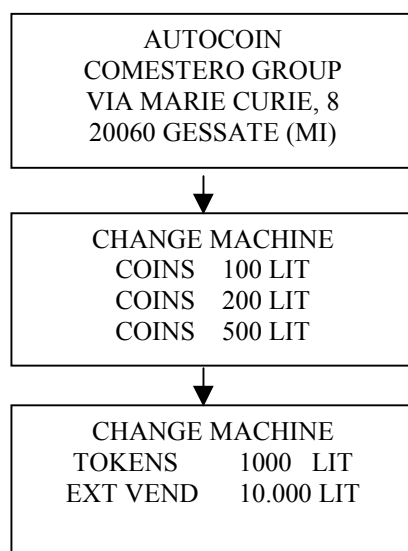 AUTOCOIN
COMESTERO GROUP
VIA MARIE CURIE, 8
20060 GESSATE (MI)
CHANGE MACHINE
COINS 100 LIT
COINS 200 LIT
COINS 500 LIT
CHANGE MACHINE
TOKENS 1000 LIT
EXT VEND 10.000 LIT